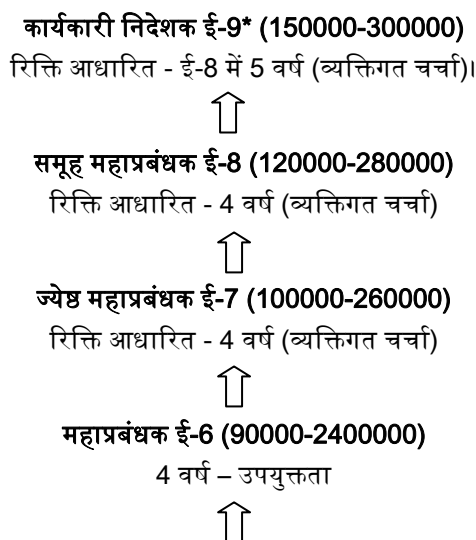 कार्यकारी निदेशक ई-9* (150000-300000)
रिक्ति आधारित - ई-8 में 5 वर्ष (व्यक्तिगत चर्चा)।
समूह महाप्रबंधक ई-8 (120000-280000)
रिक्ति आधारित - 4 वर्ष (व्यक्तिगत चर्चा)
ज्येष्ठ महाप्रबंधक ई-7 (100000-260000)
रिक्ति आधारित - 4 वर्ष (व्यक्तिगत चर्चा)
महाप्रबंधक ई-6 (90000-2400000)
4 वर्ष – उपयुक्तता